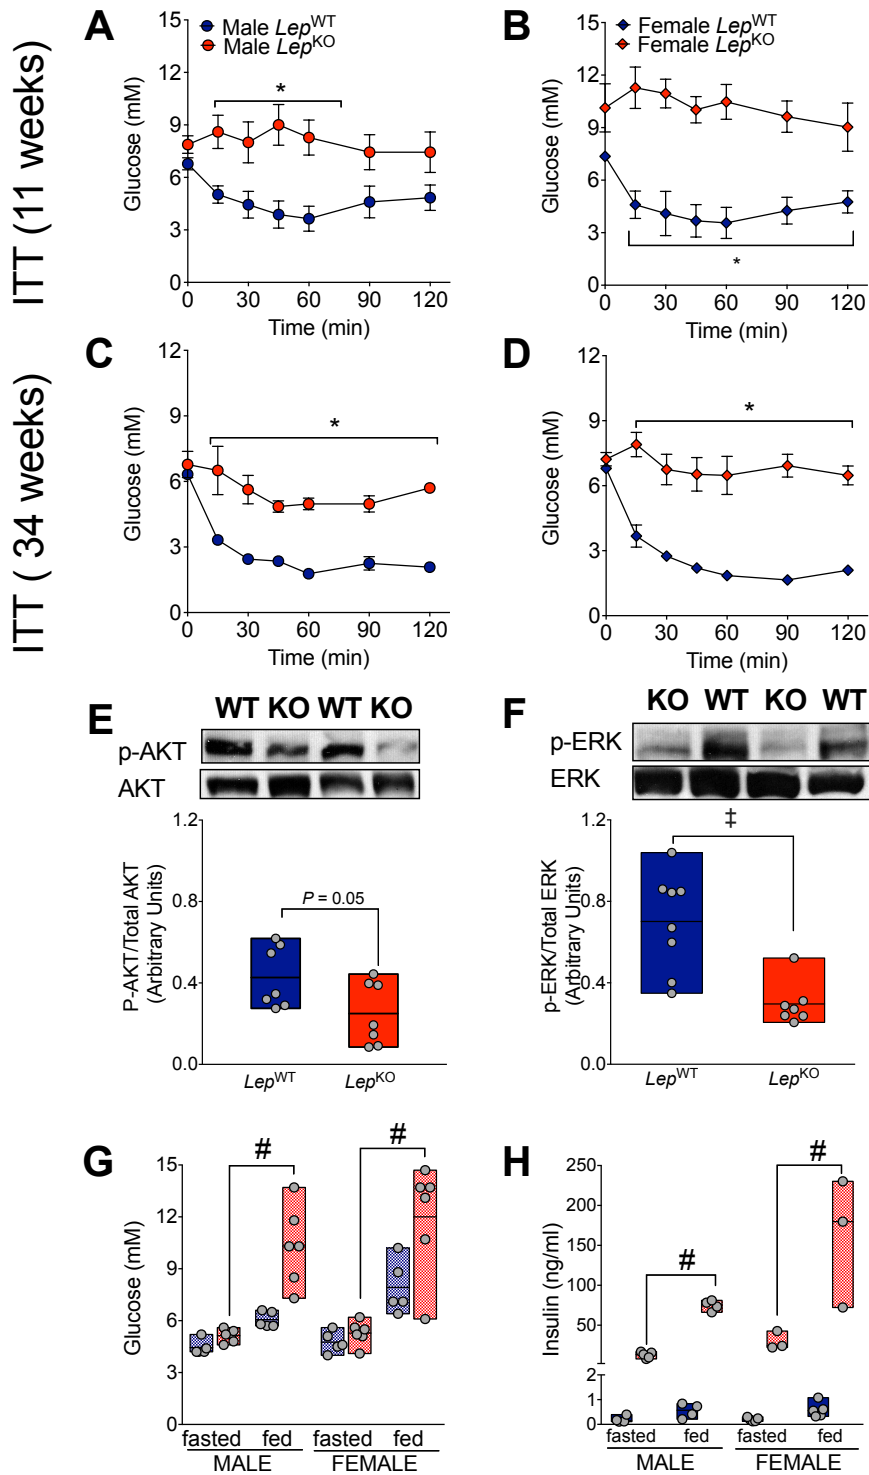 A
Male Lep^WT
Male Lep^KO
15
12
9
6
3
0
Glucose (mM)
*
0 30 60 90 120
Time (min)
ITT (11 weeks)
B
Female Lep^WT
Female Lep^KO
15
12
9
6
3
0
Glucose (mM)
*
0 30 60 90 120
Time (min)
C
12
9
6
3
0
Glucose (mM)
*
0 30 60 90 120
Time (min)
ITT ( 34 weeks)
D
12
9
6
3
0
Glucose (mM)
*
0 30 60 90 120
Time (min)
E
WT KO WT KO
p-AKT
AKT
1.2
0.8
0.4
0.0
P-AKT/Total AKT
(Arbitrary Units)
P = 0.05
Lep^WT Lep^KO
F
KO WT KO WT
p-ERK
ERK
1.2
0.8
0.4
0.0
p-ERK/Total ERK
(Arbitrary Units)
‡
Lep^WT Lep^KO
G
15
12
9
6
3
0
Glucose (mM)
# #
fasted fed fasted fed
MALE FEMALE
H
250
200
150
100
50
2
1
0
Insulin (ng/ml)
# #
fasted fed fasted fed
MALE FEMALE